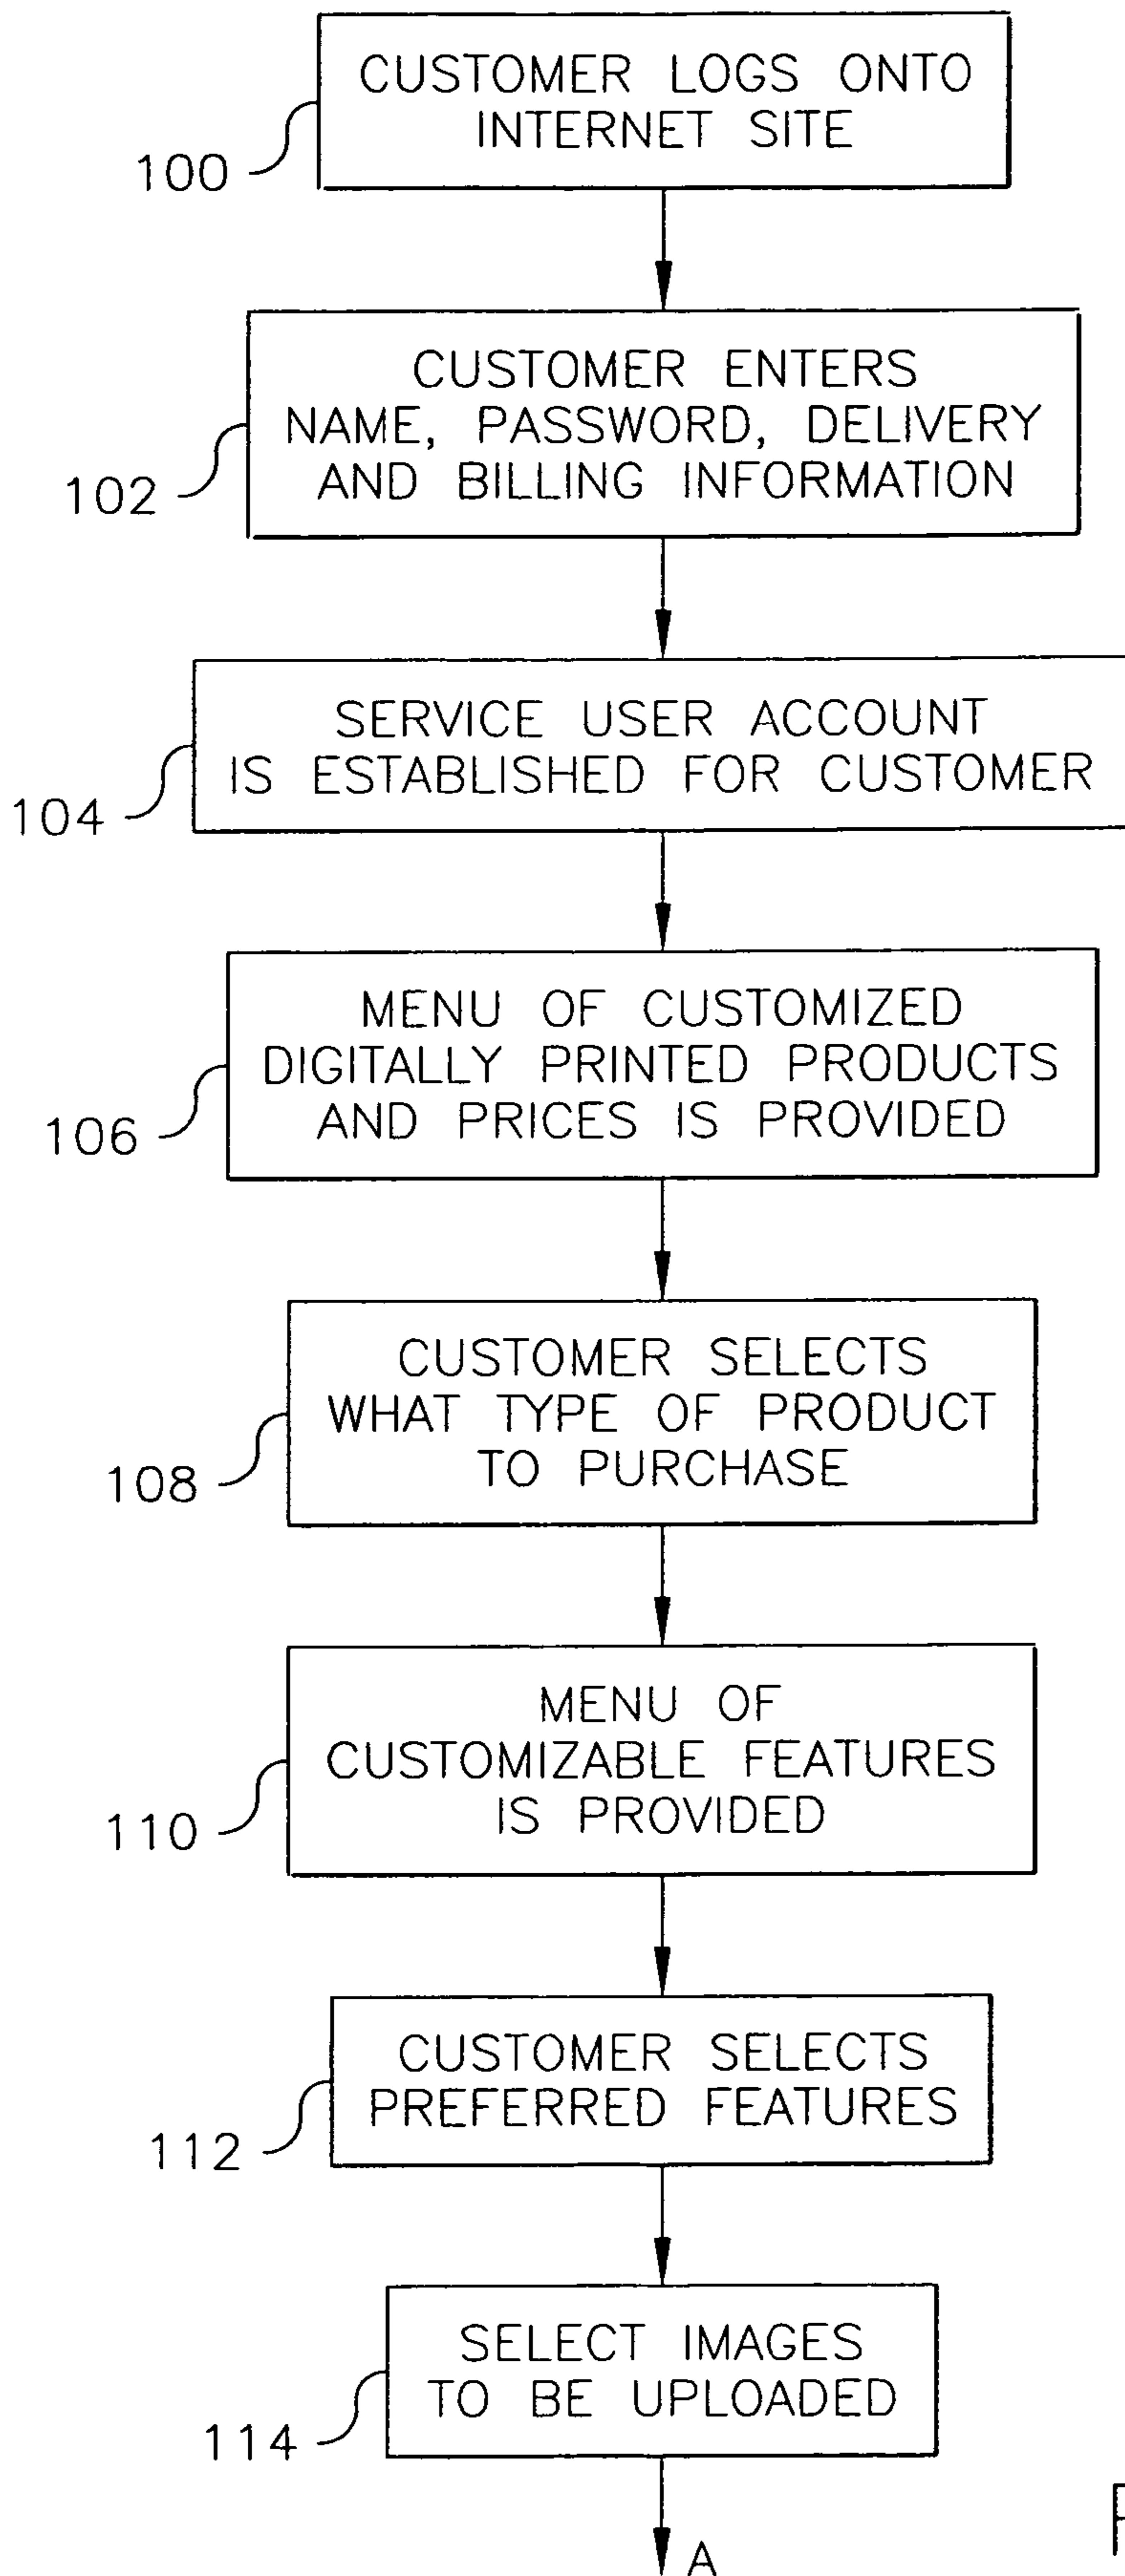 CUSTOMER LOGS ONTO
INTERNET SITE
100
CUSTOMER ENTERS
NAME, PASSWORD, DELIVERY
AND BILLING INFORMATION
102
SERVICE USER ACCOUNT
IS ESTABLISHED FOR CUSTOMER
104
MENU OF CUSTOMIZED
DIGITALLY PRINTED PRODUCTS
AND PRICES IS PROVIDED
106
CUSTOMER SELECTS
WHAT TYPE OF PRODUCT
TO PURCHASE
108
MENU OF
CUSTOMIZABLE FEATURES
IS PROVIDED
110
CUSTOMER SELECTS
PREFERRED FEATURES
112
SELECT IMAGES
TO BE UPLOADED
114
A